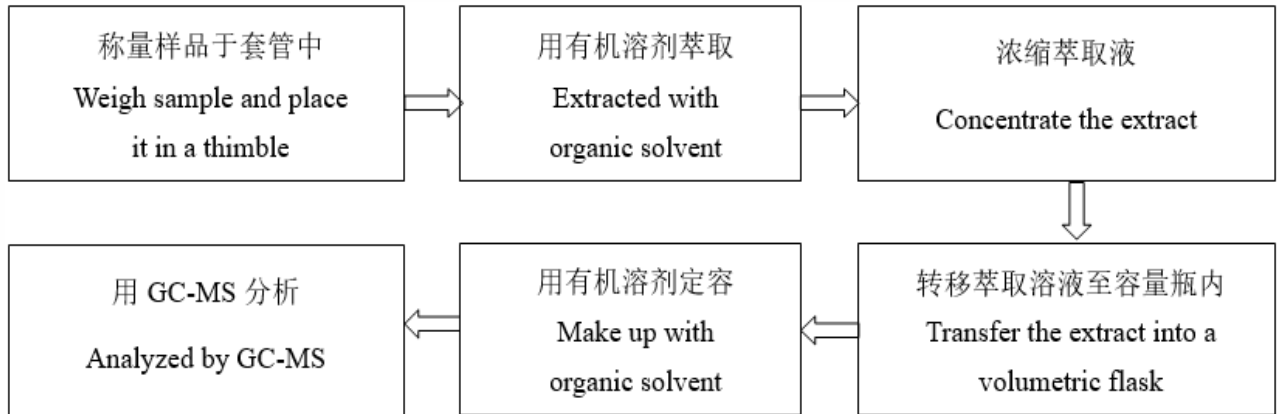 称量样品于套管中
Weigh sample and place
it in a thimble
用有机溶剂萃取
Extracted with
organic solvent
浓缩萃取液
Concentrate the extract
转移萃取溶液至容量瓶内
Transfer the extract into a
volumetric flask
用有机溶剂定容
Make up with
organic solvent
用 GC-MS 分析
Analyzed by GC-MS